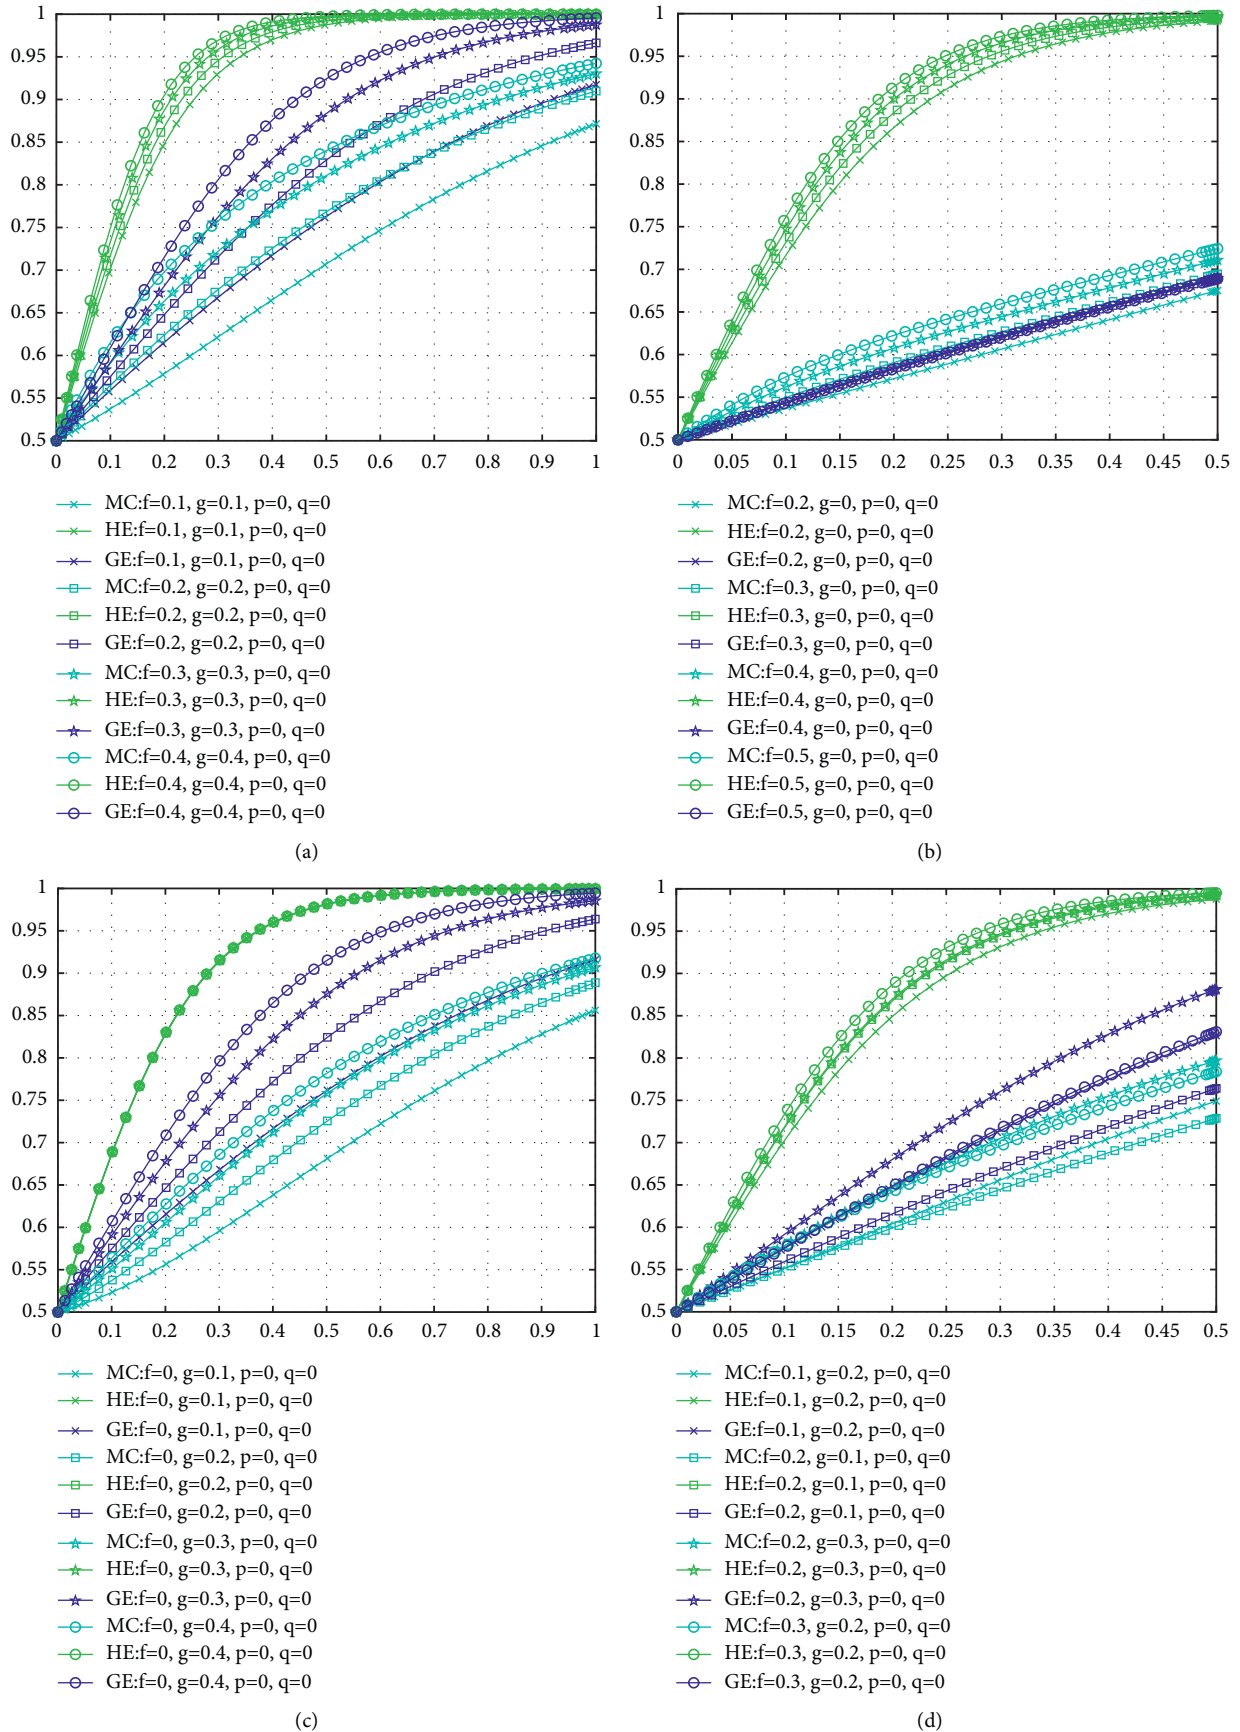 1
0.95
0.9
0.85
0.8
0.75
0.7
0.65
0.6
0.55
0.5
0 0.1 0.2 0.3 0.4 0.5 0.6 0.7 0.8 0.9 1
MC:f=0.1, g=0.1, p=0, q=0
HE:f=0.1, g=0.1, p=0, q=0
GE:f=0.1, g=0.1, p=0, q=0
MC:f=0.2, g=0.2, p=0, q=0
HE:f=0.2, g=0.2, p=0, q=0
GE:f=0.2, g=0.2, p=0, q=0
MC:f=0.3, g=0.3, p=0, q=0
HE:f=0.3, g=0.3, p=0, q=0
GE:f=0.3, g=0.3, p=0, q=0
MC:f=0.4, g=0.4, p=0, q=0
HE:f=0.4, g=0.4, p=0, q=0
GE:f=0.4, g=0.4, p=0, q=0
(a)
1
0.95
0.9
0.85
0.8
0.75
0.7
0.65
0.6
0.55
0.5
0 0.05 0.1 0.15 0.2 0.25 0.3 0.35 0.4 0.45 0.5
MC:f=0.2, g=0, p=0, q=0
HE:f=0.2, g=0, p=0, q=0
GE:f=0.2, g=0, p=0, q=0
MC:f=0.3, g=0, p=0, q=0
HE:f=0.3, g=0, p=0, q=0
GE:f=0.3, g=0, p=0, q=0
MC:f=0.4, g=0, p=0, q=0
HE:f=0.4, g=0, p=0, q=0
GE:f=0.4, g=0, p=0, q=0
MC:f=0.5, g=0, p=0, q=0
HE:f=0.5, g=0, p=0, q=0
GE:f=0.5, g=0, p=0, q=0
(b)
1
0.95
0.9
0.85
0.8
0.75
0.7
0.65
0.6
0.55
0.5
0 0.1 0.2 0.3 0.4 0.5 0.6 0.7 0.8 0.9 1
MC:f=0, g=0.1, p=0, q=0
HE:f=0, g=0.1, p=0, q=0
GE:f=0, g=0.1, p=0, q=0
MC:f=0, g=0.2, p=0, q=0
HE:f=0, g=0.2, p=0, q=0
GE:f=0, g=0.2, p=0, q=0
MC:f=0, g=0.3, p=0, q=0
HE:f=0, g=0.3, p=0, q=0
GE:f=0, g=0.3, p=0, q=0
MC:f=0, g=0.4, p=0, q=0
HE:f=0, g=0.4, p=0, q=0
GE:f=0, g=0.4, p=0, q=0
(c)
1
0.95
0.9
0.85
0.8
0.75
0.7
0.65
0.6
0.55
0.5
0 0.05 0.1 0.15 0.2 0.25 0.3 0.35 0.4 0.45 0.5
MC:f=0.1, g=0.2, p=0, q=0
HE:f=0.1, g=0.2, p=0, q=0
GE:f=0.1, g=0.2, p=0, q=0
MC:f=0.2, g=0.1, p=0, q=0
HE:f=0.2, g=0.1, p=0, q=0
GE:f=0.2, g=0.1, p=0, q=0
MC:f=0.2, g=0.3, p=0, q=0
HE:f=0.2, g=0.3, p=0, q=0
GE:f=0.2, g=0.3, p=0, q=0
MC:f=0.3, g=0.2, p=0, q=0
HE:f=0.3, g=0.2, p=0, q=0
GE:f=0.3, g=0.2, p=0, q=0
(d)